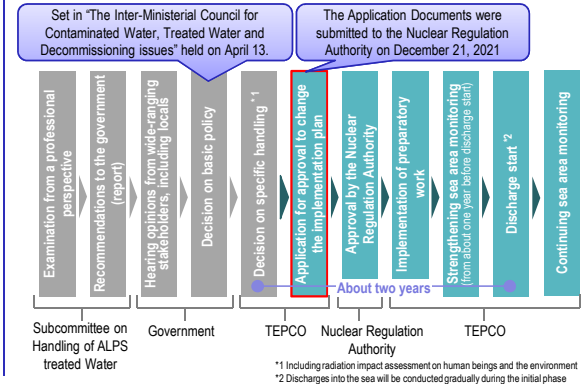 Set in "The Inter-Ministerial Council for
Contaminated Water, Treated Water and
Decommissioning issues" held on April 13.
The Application Documents were
submitted to the Nuclear Regulation
Authority on December 21, 2021
Examination from a professional
perspective
Recommendations to the government
(report)
Hearing opinions from wide-ranging
stakeholders, including locals
Decision on basic policy
Decision on specific handling *1
Application for approval to change
the implementation plan
Approval by the Nuclear
Regulation Authority
Implementation of preparatory
work
Strengthening sea area monitoring
(from about one year before discharge start)
Discharge start *2
Continuing sea area monitoring
About two years
Subcommittee on
Handling of ALPS
treated Water
Government
TEPCO
Nuclear Regulation
Authority
TEPCO
*1 Including radiation impact assessment on human beings and the environment
*2 Discharges into the sea will be conducted gradually during the initial phase